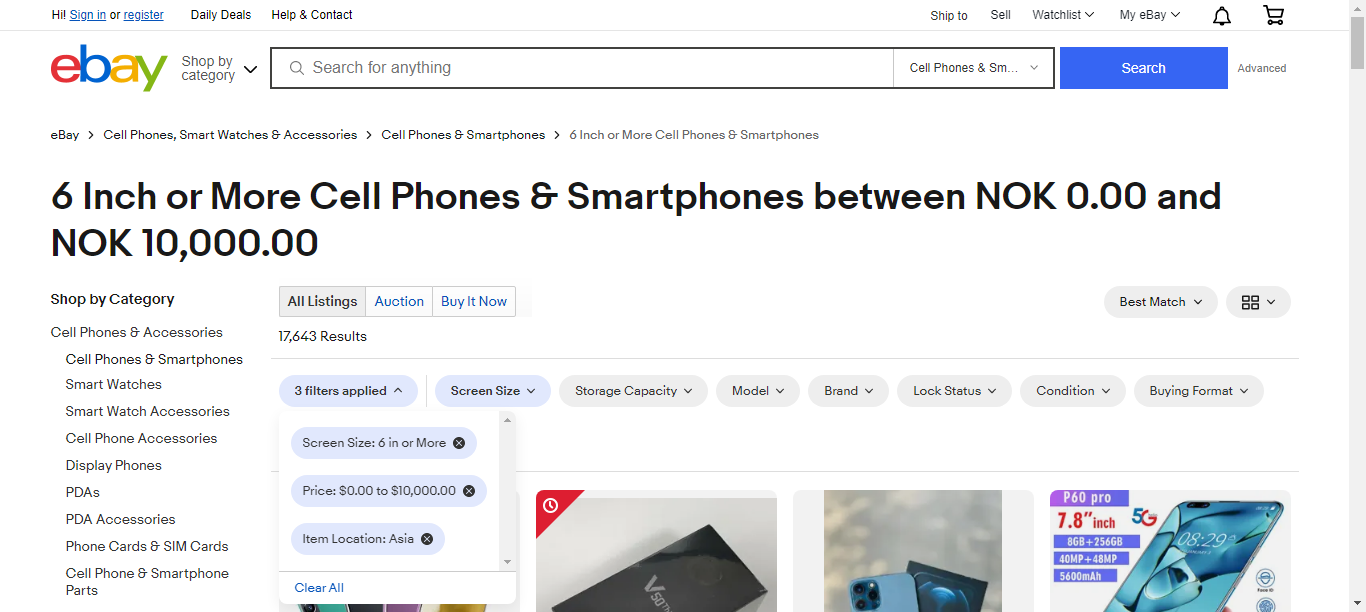 Hi! Sign in or register
Daily Deals
Help & Contact
Ship to
Sell
Watchlist
My eBay
ebay
Shop by
category
Search for anything
Cell Phones & Sm...
Search
Advanced
eBay
Cell Phones, Smart Watches & Accessories
Cell Phones & Smartphones
6 Inch or More Cell Phones & Smartphones
6 Inch or More Cell Phones & Smartphones between NOK 0.00 and
NOK 10,000.00
Shop by Category
Cell Phones & Accessories
Cell Phones & Smartphones
Smart Watches
Smart Watch Accessories
Cell Phone Accessories
Display Phones
PDAs
PDA Accessories
Phone Cards & SIM Cards
Cell Phone & Smartphone
Parts
All Listings
Auction
Buy It Now
Best Match
17,643 Results
3 filters applied
Screen Size
Storage Capacity
Model
Brand
Lock Status
Condition
Buying Format
Screen Size: 6 in or More
Price: $0.00 to $10,000.00
Item Location: Asia
Clear All
V50THINQ
P60 pro
7.8”inch
5G
8GB+256GB
40MP+48MP
5600mAh
08:29
Face ID